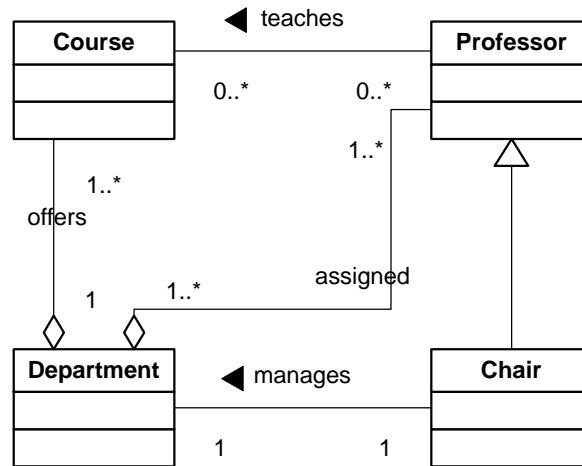 teaches
Course
Professor
0..*
0..*
1..*
1..*
offers
assigned
1..*
1
Department
manages
Chair
1
1